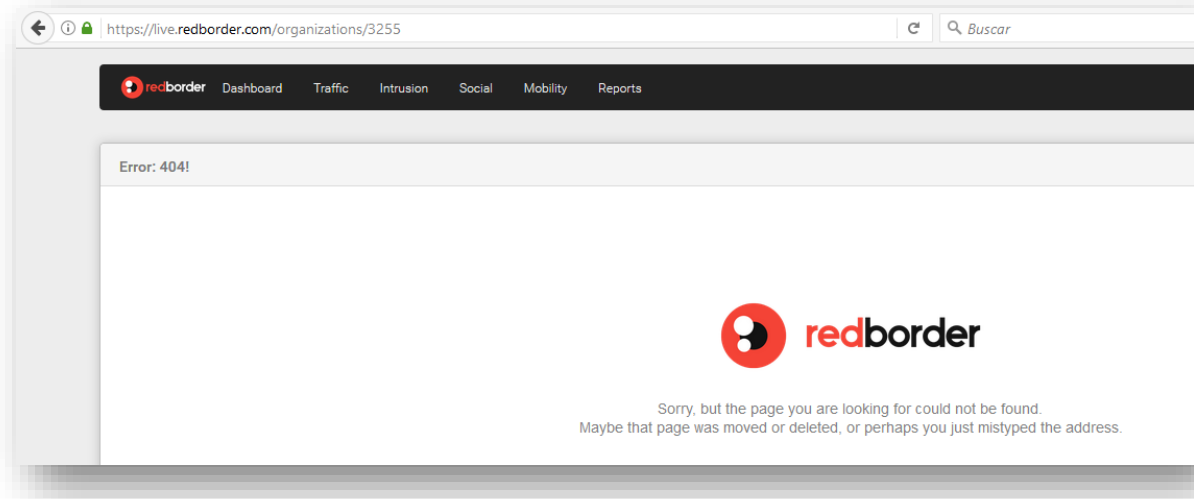 https://live.redborder.com/organizations/3255
Buscar
redborder Dashboard Traffic Intrusion Social Mobility Reports
Error: 404!
redborder
Sorry, but the page you are looking for could not be found.
Maybe that page was moved or deleted, or perhaps you just mistyped the address.